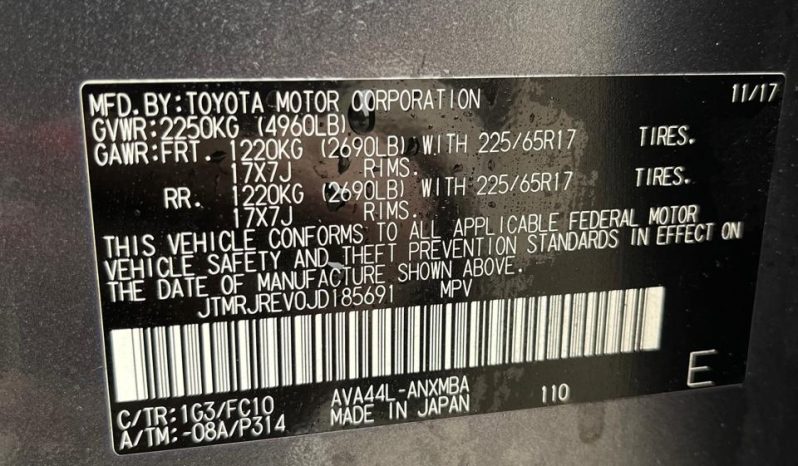 MFD.BY:TOYOTA MOTOR CORPORATION 11/17
GVWR:2250KG (4960LB)
GAWR:FRT. 1220KG (2690LB) WITH 225/65R17 TIRES.
17X7J RIMS.
RR. 1220KG (2690LB) WITH 225/65R17 TIRES.
17X7J RIMS.
THIS VEHICLE CONFORMS TO ALL APPLICABLE FEDERAL MOTOR
VEHICLE SAFETY AND THEFT PREVENTION STANDARDS IN EFFECT ON
THE DATE OF MANUFACTURE SHOWN ABOVE.
JTMRJREV0JD185691 MPV
C/TR:1G3/FC10 AVA44L-ANXMBA 110 E
A/TM:-08A/P314 MADE IN JAPAN